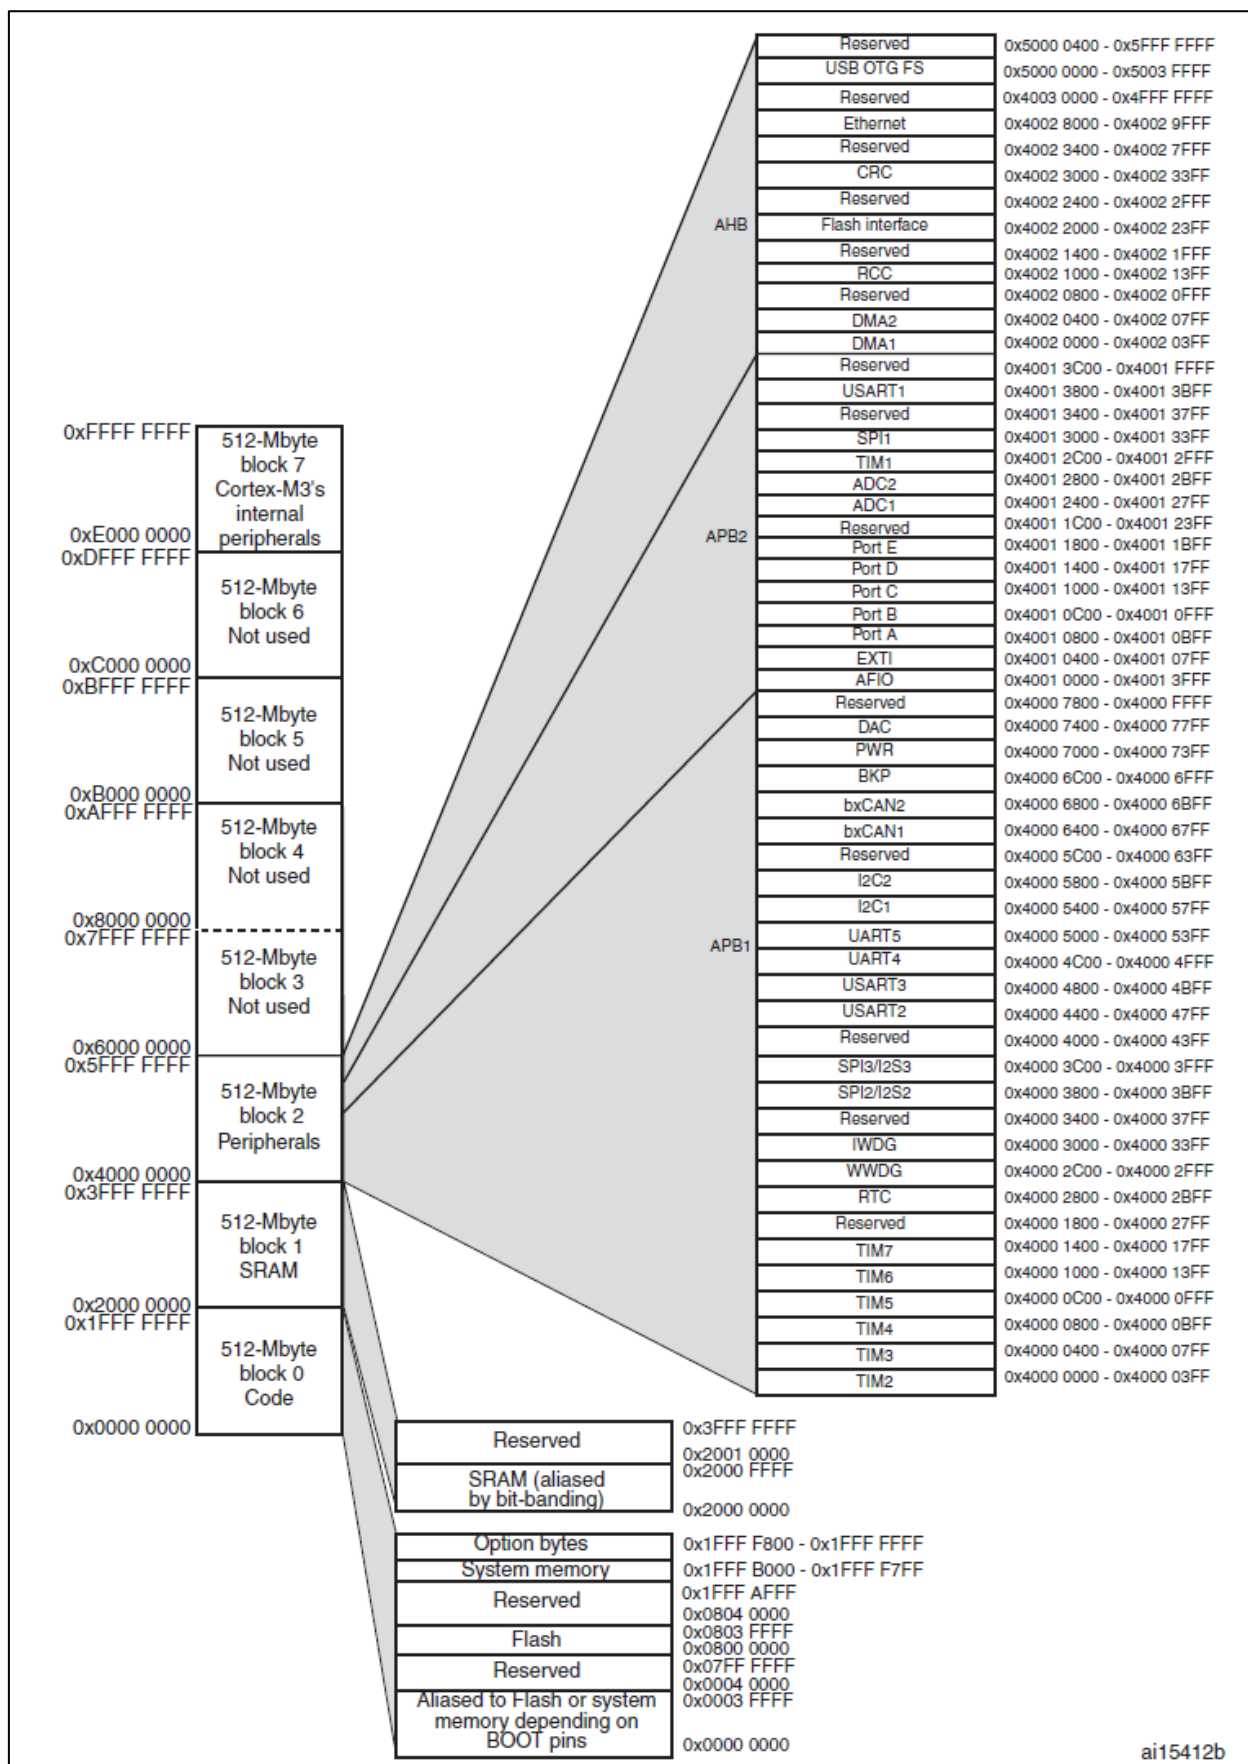 Reserved 0x5000 0400 - 0x5FFF FFFF
USB OTG FS 0x5000 0000 - 0x5003 FFFF
Reserved 0x4003 0000 - 0x4FFF FFFF
Ethernet 0x4002 8000 - 0x4002 9FFF
Reserved 0x4002 3400 - 0x4002 7FFF
CRC 0x4002 3000 - 0x4002 33FF
Reserved 0x4002 2400 - 0x4002 2FFF
AHB Flash interface 0x4002 2000 - 0x4002 23FF
Reserved 0x4002 1400 - 0x4002 1FFF
RCC 0x4002 1000 - 0x4002 13FF
Reserved 0x4002 0800 - 0x4002 0FFF
DMA2 0x4002 0400 - 0x4002 07FF
DMA1 0x4002 0000 - 0x4002 03FF
Reserved 0x4001 3C00 - 0x4001 FFFF
USART1 0x4001 3800 - 0x4001 3BFF
Reserved 0x4001 3400 - 0x4001 37FF
SPI1 0x4001 3000 - 0x4001 33FF
TIM1 0x4001 2C00 - 0x4001 2FFF
ADC2 0x4001 2800 - 0x4001 2BFF
ADC1 0x4001 2400 - 0x4001 27FF
Reserved 0x4001 1C00 - 0x4001 23FF
APB2
Port E 0x4001 1800 - 0x4001 1BFF
Port D 0x4001 1400 - 0x4001 17FF
Port C 0x4001 1000 - 0x4001 13FF
Port B 0x4001 0C00 - 0x4001 0FFF
Port A 0x4001 0800 - 0x4001 0BFF
EXTI 0x4001 0400 - 0x4001 07FF
AFIO 0x4001 0000 - 0x4001 3FFF
Reserved 0x4000 7800 - 0x4000 FFFF
DAC 0x4000 7400 - 0x4000 77FF
PWR 0x4000 7000 - 0x4000 73FF
BKP 0x4000 6C00 - 0x4000 6FFF
bxCAN2 0x4000 6800 - 0x4000 6BFF
bxCAN1 0x4000 6400 - 0x4000 67FF
Reserved 0x4000 5C00 - 0x4000 63FF
I2C2 0x4000 5800 - 0x4000 5BFF
I2C1 0x4000 5400 - 0x4000 57FF
APB1 UART5 0x4000 5000 - 0x4000 53FF
UART4 0x4000 4C00 - 0x4000 4FFF
USART3 0x4000 4800 - 0x4000 4BFF
USART2 0x4000 4400 - 0x4000 47FF
Reserved 0x4000 4000 - 0x4000 43FF
SPI3/I2S3 0x4000 3C00 - 0x4000 3FFF
SPI2/I2S2 0x4000 3800 - 0x4000 3BFF
Reserved 0x4000 3400 - 0x4000 37FF
IWDG 0x4000 3000 - 0x4000 33FF
WWDG 0x4000 2C00 - 0x4000 2FFF
RTC 0x4000 2800 - 0x4000 2BFF
Reserved 0x4000 1800 - 0x4000 27FF
TIM7 0x4000 1400 - 0x4000 17FF
TIM6 0x4000 1000 - 0x4000 13FF
TIM5 0x4000 0C00 - 0x4000 0FFF
TIM4 0x4000 0800 - 0x4000 0BFF
TIM3 0x4000 0400 - 0x4000 07FF
TIM2 0x4000 0000 - 0x4000 03FF
0xFFFF FFFF
512-Mbyte
block 7
Cortex-M3's
internal
peripherals
0xE000 0000
0xDFFF FFFF
512-Mbyte
block 6
Not used
0xC000 0000
0xBFFF FFFF
512-Mbyte
block 5
Not used
0xB000 0000
0xAFFF FFFF
512-Mbyte
block 4
Not used
0x8000 0000
0x7FFF FFFF
512-Mbyte
block 3
Not used
0x6000 0000
0x5FFF FFFF
512-Mbyte
block 2
Peripherals
0x4000 0000
0x3FFF FFFF
512-Mbyte
block 1
SRAM
0x2000 0000
0x1FFF FFFF
512-Mbyte
block 0
Code
0x0000 0000
0x3FFF FFFF
Reserved
0x2001 0000
0x2000 FFFF
SRAM (aliased
by bit-banding)
0x2000 0000
Option bytes 0x1FFF F800 - 0x1FFF FFFF
System memory 0x1FFF B000 - 0x1FFF F7FF
0x1FFF AFFF
Reserved
0x0804 0000
0x0803 FFFF
Flash
0x0800 0000
0x07FF FFFF
Reserved
0x0004 0000
0x0003 FFFF
Aliased to Flash or system
memory depending on
BOOT pins
0x0000 0000
ai15412b